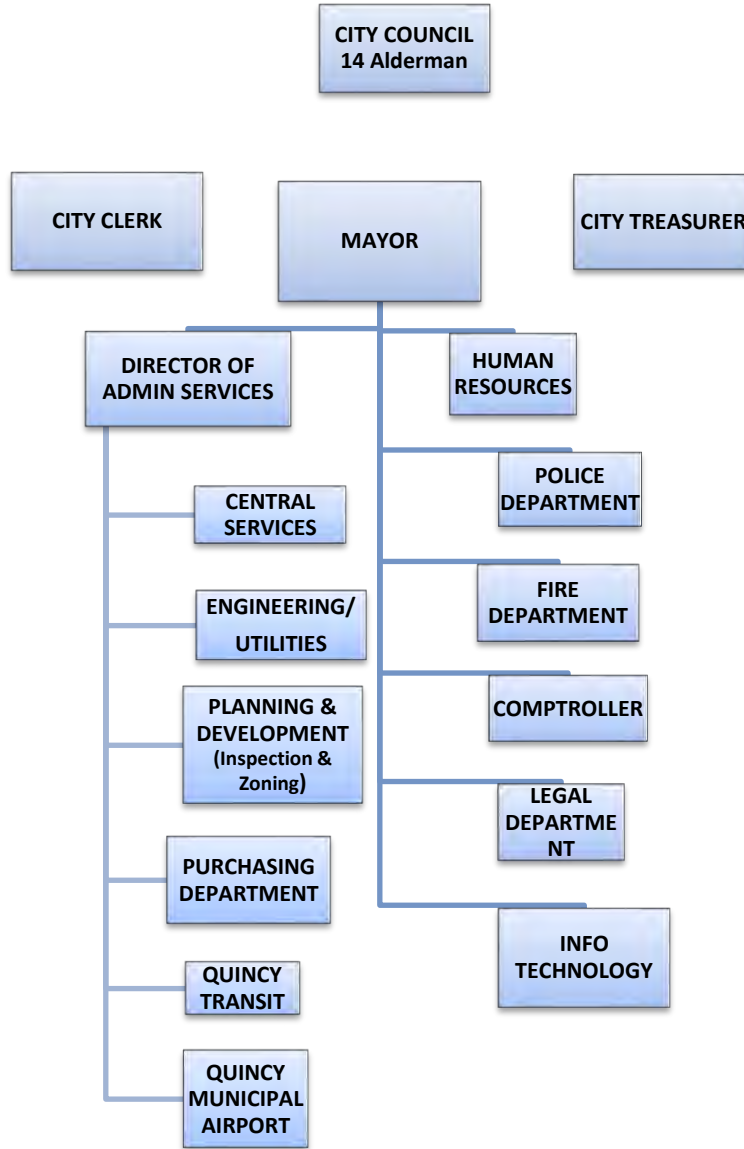 CITY COUNCIL
14 Alderman
CITY CLERK
MAYOR
CITY TREASURER
DIRECTOR OF
ADMIN SERVICES
HUMAN
RESOURCES
CENTRAL
SERVICES
ENGINEERING/
UTILITIES
PLANNING &
DEVELOPMENT
(Inspection &
Zoning)
PURCHASING
DEPARTMENT
QUINCY
TRANSIT
QUINCY
MUNICIPAL
AIRPORT
POLICE
DEPARTMENT
FIRE
DEPARTMENT
COMPTROLLER
LEGAL
DEPARTME
NT
INFO
TECHNOLOGY